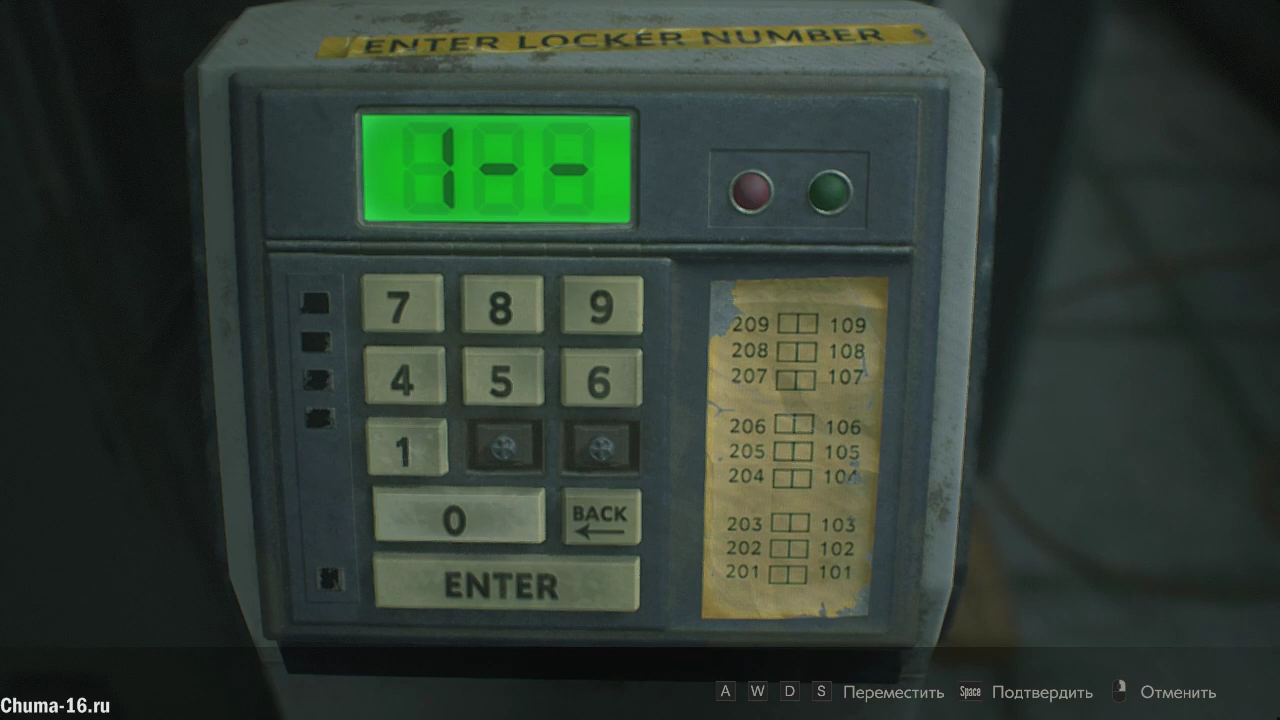 ENTER LOCKER NUMBER
1--
7 8 9
4 5 6
1
0 BACK
ENTER
209 109
208 108
207 107
206 106
205 105
204 104
203 103
202 102
201 101
A W D S Переместить Space Подтвердить Отменить
Chuma-16.ru